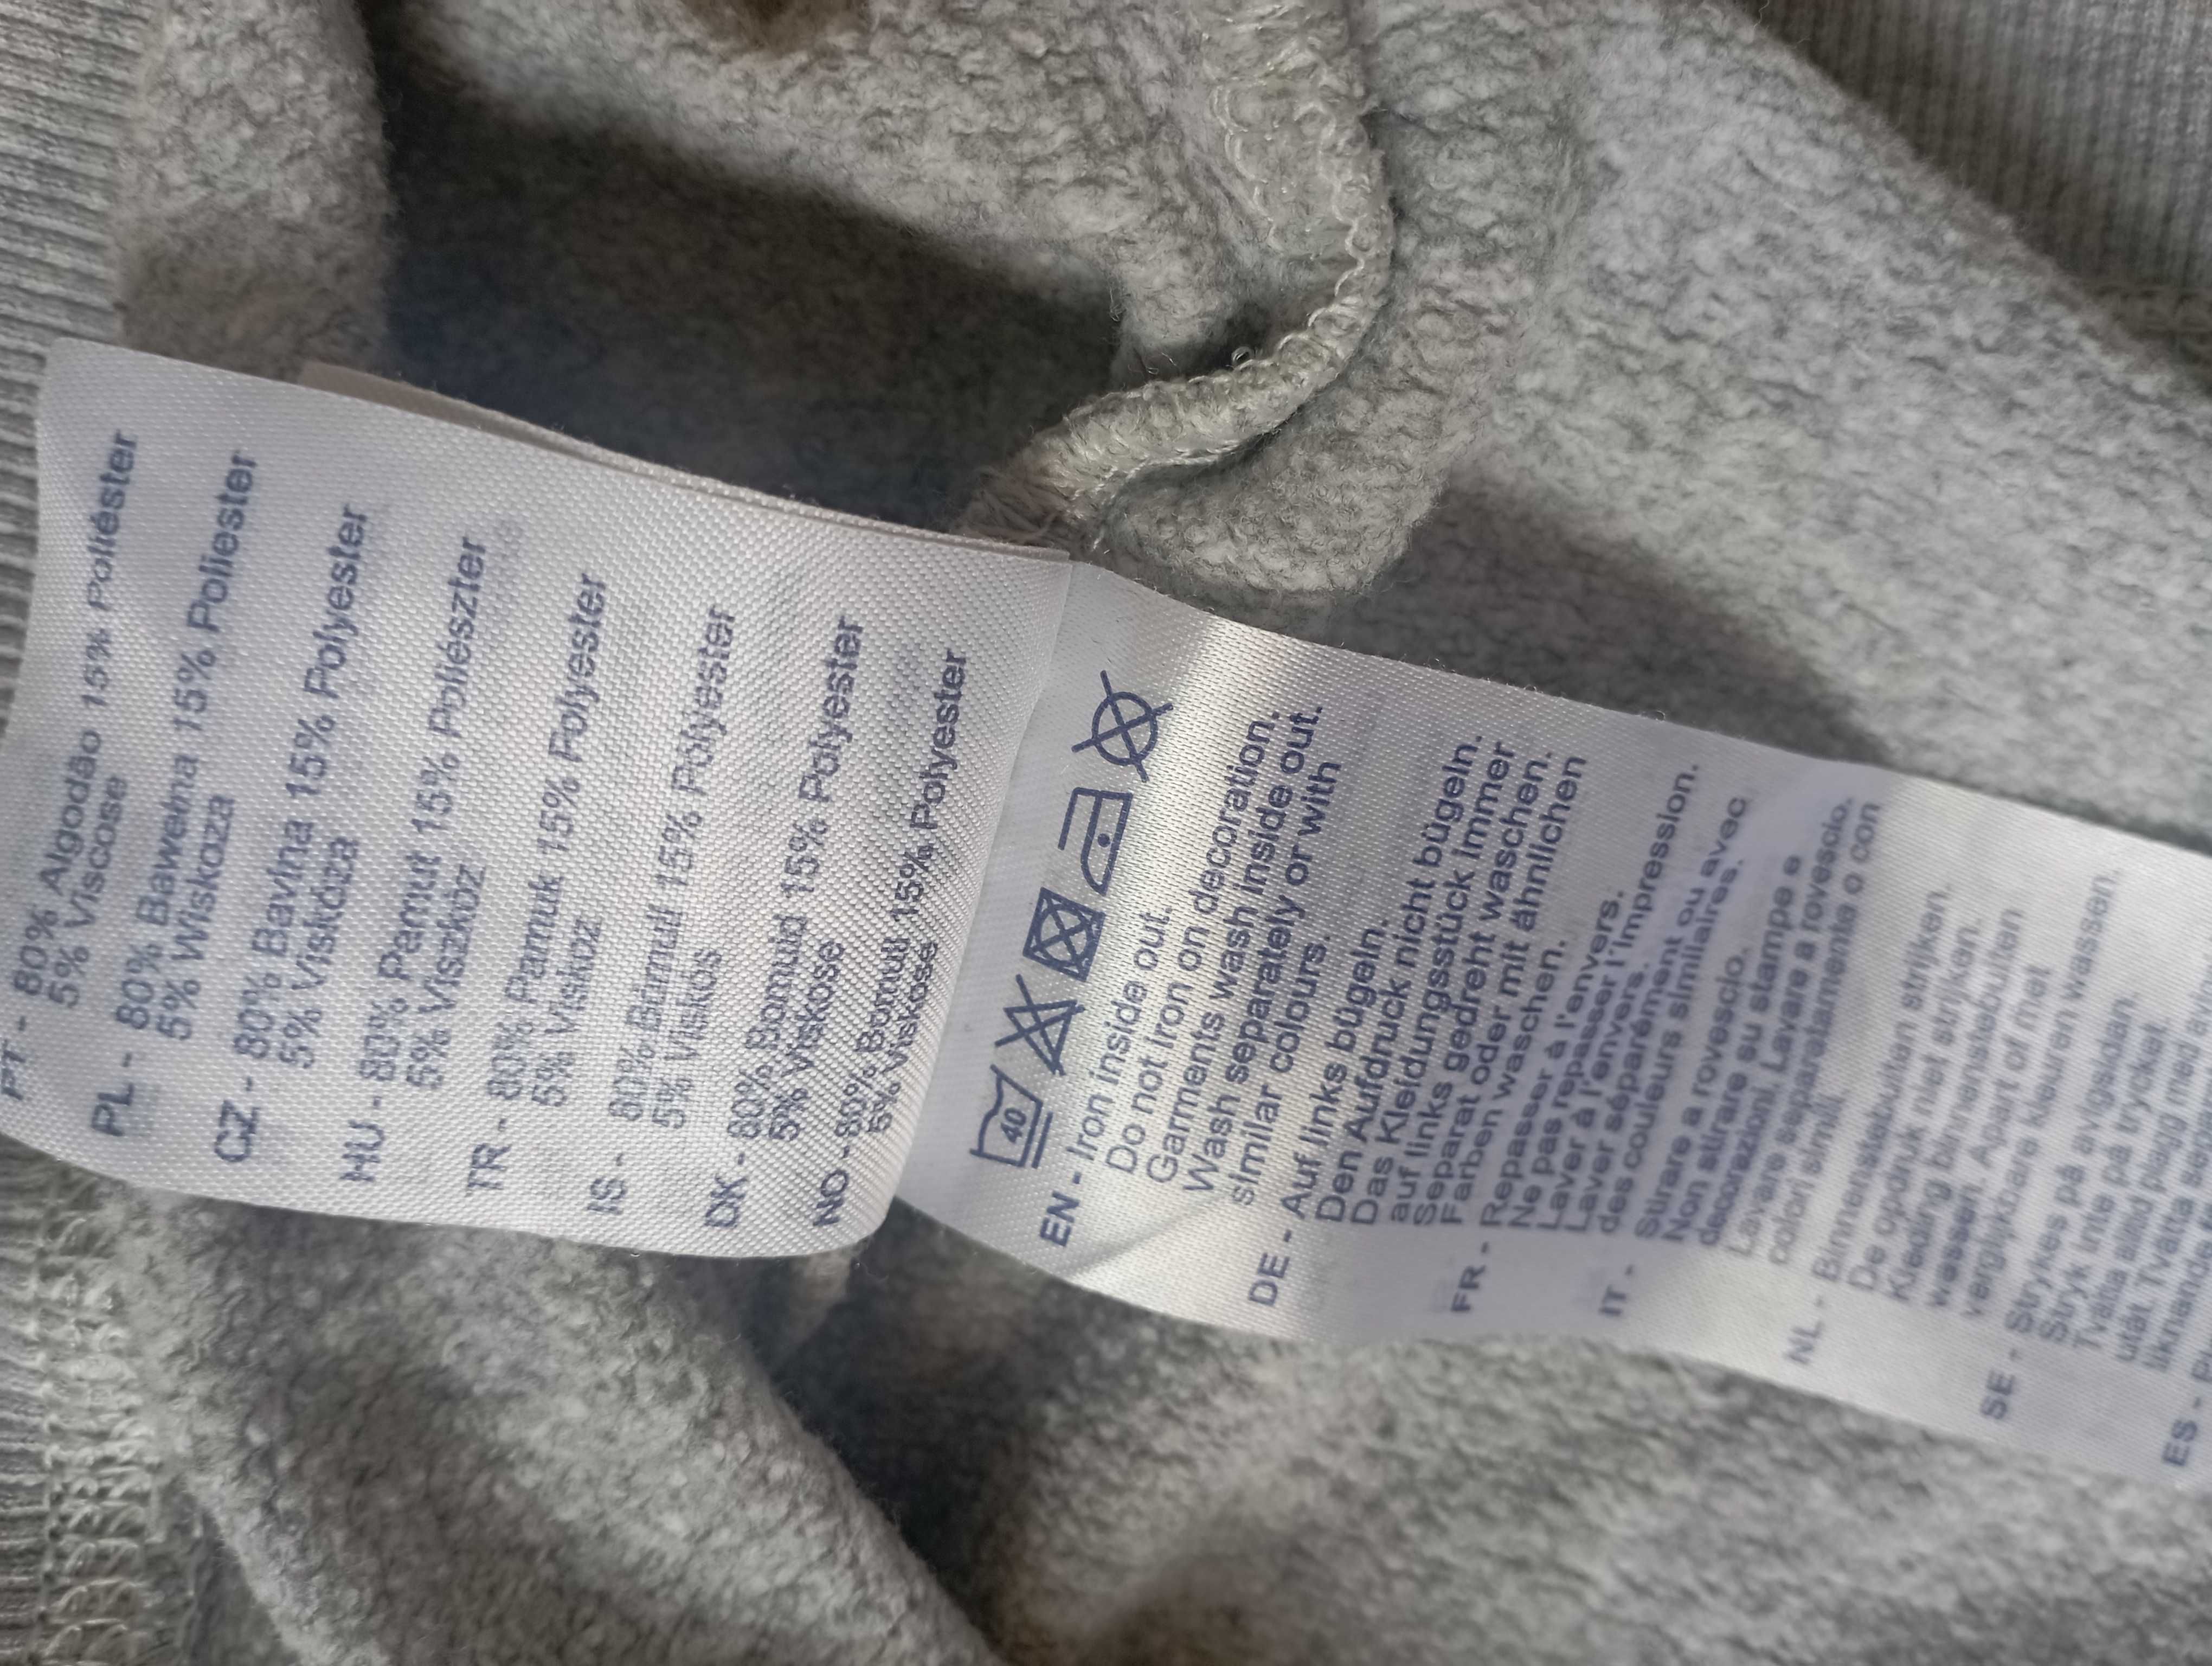 PT - 80% Algodão 15% Poliéster
5% Viscose
PL - 80% Bawełna 15% Poliester
5% Wiskoza
CZ - 80% Bavlna 15% Polyester
5% Viskóza
HU - 80% Pamut 15% Poliészter
5% Viszkóz
TR - 80% Pamuk 15% Polyester
5% Viskoz
IS - 80% Bómull 15% Polyester
5% Viskós
DK - 80% Bomuld 15% Polyester
5% Viskose
NO - 80% Bomull 15% Polyester
5% Viskose
40
EN - Iron inside out.
Do not iron on decoration.
Garments wash inside out.
Wash separately or with
similar colours.
DE - Auf links bügeln.
Den Aufdruck nicht bügeln.
Das Kleidungsstück immer
auf links gedreht waschen.
Separat oder mit ähnlichen
Farben waschen.
FR - Repasser à l'envers.
Ne pas repasser l'impression.
Laver à l'envers.
Laver séparément ou avec
des couleurs similaires.
IT - Stirare a rovescio.
Non stirare su stampe e
decorazioni. Lavare a rovescio.
Lavare separatamente o con
colori simili.
NL - Binnenstebuiten strijken.
De opdruk niet strijken.
Kleding binnenstebuiten
wassen. Apart of met
vergelijkbare kleuren wassen.
SE - Strykes på avigsidan.
Stryk inte på trycket.
Tvätta alltid plagg med
utåt. Tvätta
liknande
ES -